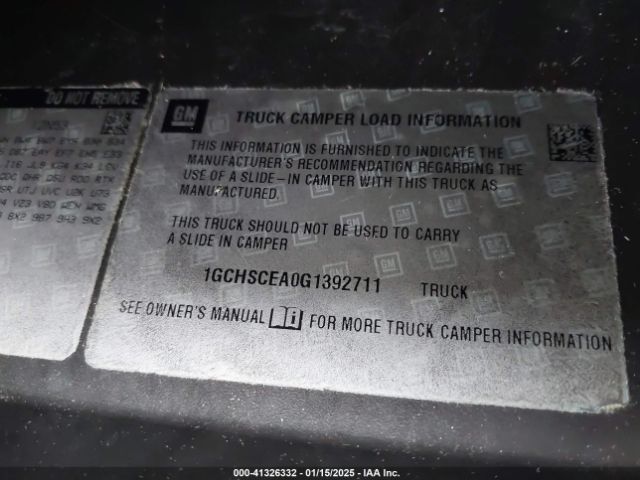 DO NOT REMOVE
GM
TRUCK CAMPER LOAD INFORMATION
THIS INFORMATION IS FURNISHED TO INDICATE THE
MANUFACTURER'S RECOMMENDATION REGARDING THE
USE OF A SLIDE-IN CAMPER WITH THIS TRUCK AS MANUFACTURED.
THIS TRUCK SHOULD NOT BE USED TO CARRY
A SLIDE IN CAMPER
1GCHSCEA0G1392711 TRUCK
SEE OWNER'S MANUAL i FOR MORE TRUCK CAMPER INFORMATION
000-41326332 - 01/15/2025 - IAA Inc.